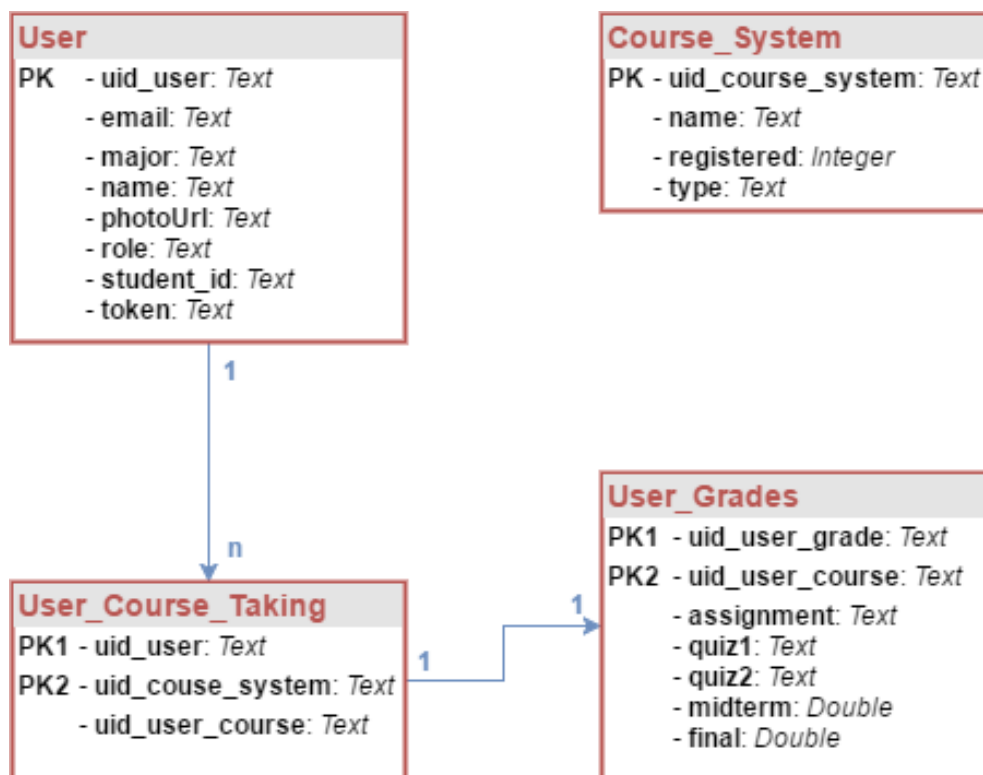 User
PK - uid_user: Text
- email: Text
- major: Text
- name: Text
- photoUrl: Text
- role: Text
- student_id: Text
- token: Text
Course_System
PK - uid_course_system: Text
- name: Text
- registered: Integer
- type: Text
1
n
User_Course_Taking
PK1 - uid_user: Text
PK2 - uid_couse_system: Text
- uid_user_course: Text
1
1
User_Grades
PK1 - uid_user_grade: Text
PK2 - uid_user_course: Text
- assignment: Text
- quiz1: Text
- quiz2: Text
- midterm: Double
- final: Double